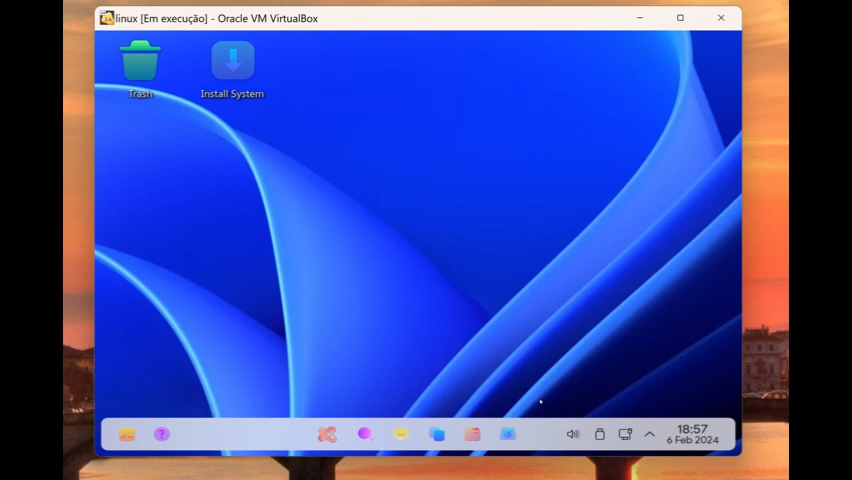 linux [Em execução] - Oracle VM VirtualBox
Trash
Install System
?
18:57
6 Feb 2024